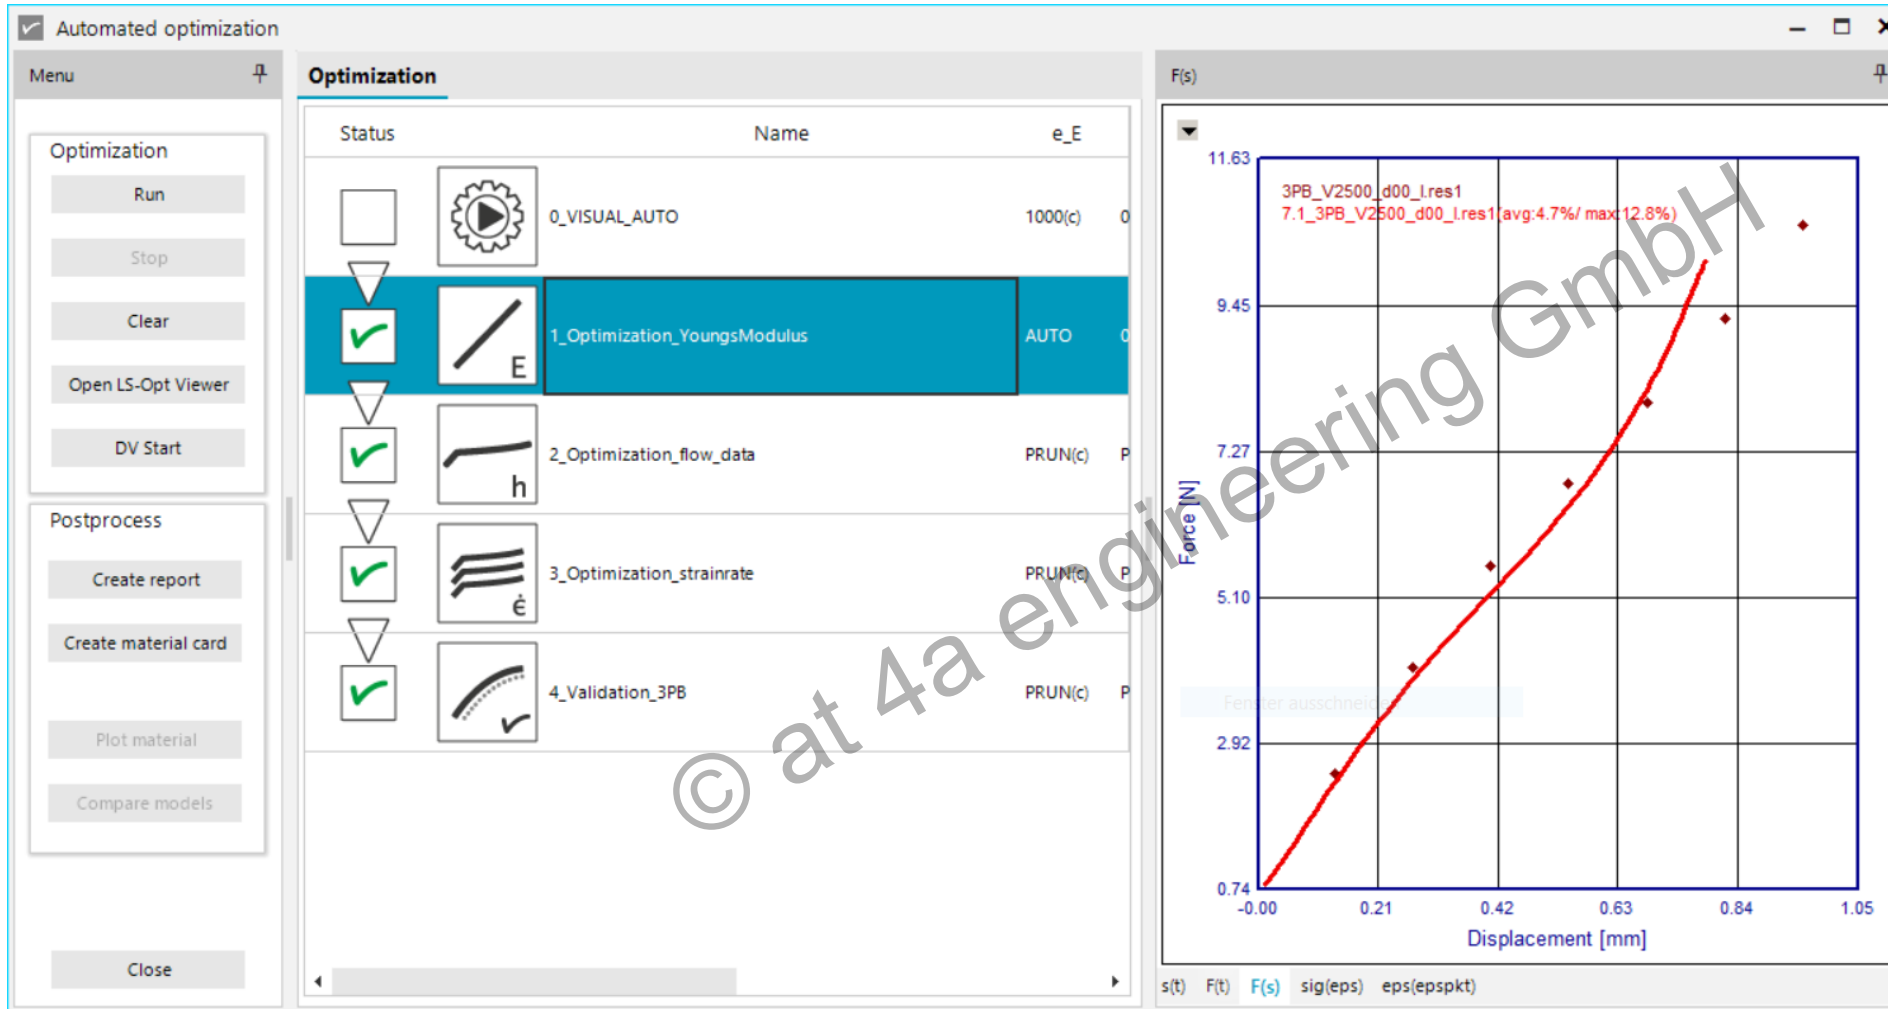 Automated optimization
Menu
Optimization
F(s)
Optimization
Run
Stop
Clear
Open LS-Opt Viewer
DV Start
Postprocess
Create report
Create material card
Plot material
Compare models
Close
Status Name e_E
0_VISUAL_AUTO 1000(c) 0
E 1_Optimization_YoungsModulus AUTO 0
h 2_Optimization_flow_data PRUN(c) P
ė 3_Optimization_strainrate PRUN(c) P
4_Validation_3PB PRUN(c) P
3PB_V2500_d00_l.res1
7.1_3PB_V2500_d00_l.res1(avg:4.7%/ max:12.8%)
11.63
9.45
7.27
5.10
2.92
0.74
Force [N]
-0.00 0.21 0.42 0.63 0.84 1.05
Displacement [mm]
s(t) F(t) F(s) sig(eps) eps(epspkt)
Fenster ausschneiden
© at 4a engineering GmbH